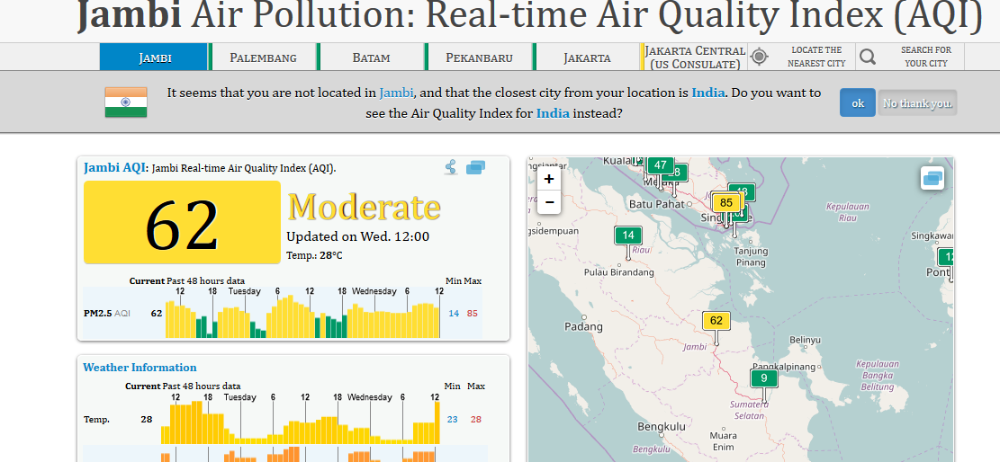 Jambi Air Pollution: Real-time Air Quality Index (AQI)
JAMBI
PALEMBANG
BATAM
PEKANBARU
JAKARTA
JAKARTA CENTRAL
(US CONSULATE)
LOCATE THE
NEAREST CITY
SEARCH FOR
YOUR CITY
It seems that you are not located in Jambi, and that the closest city from your location is India. Do you want to
see the Air Quality Index for India instead?
ok
No thank you.
Jambi AQI: Jambi Real-time Air Quality Index (AQI).
62
Moderate
Updated on Wed. 12:00
Temp.: 28°C
Current Past 48 hours data Min Max
12 18 Tuesday 6 12 18 Wednesday 6 12
PM2.5 AQI 62 14 85
Weather Information
Current Past 48 hours data Min Max
12 18 Tuesday 6 12 18 Wednesday 6 12
Temp. 28 23 28
+
−
Kuala
47
Batu Pahat
85
Kepulauan
Riau
gsidempuan
14
Riau
Singkawa
Tanjung
Pinang
Pulau Birandang
Pont
62
Padang
Jambi
Belinyu
Pangkalpinang
Kepulauan
Bangka
Belitung
9
Sumatera
Selatan
Bengkulu
Muara
Enim
Bengkulu